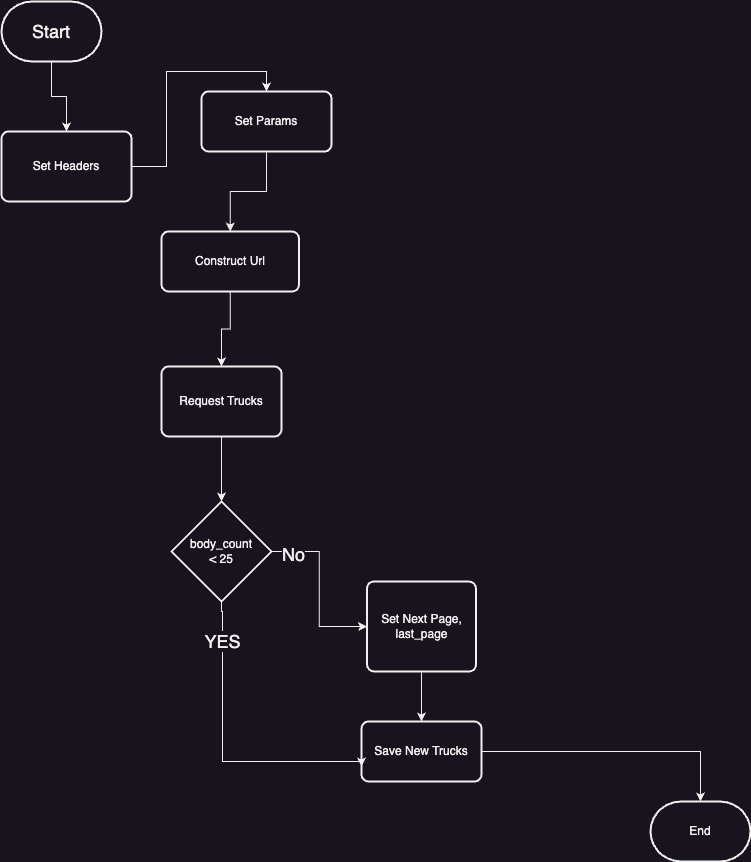 Start
Set Params
Set Headers
Construct Url
Request Trucks
body_count
< 25
No
Set Next Page,
last_page
YES
Save New Trucks
End